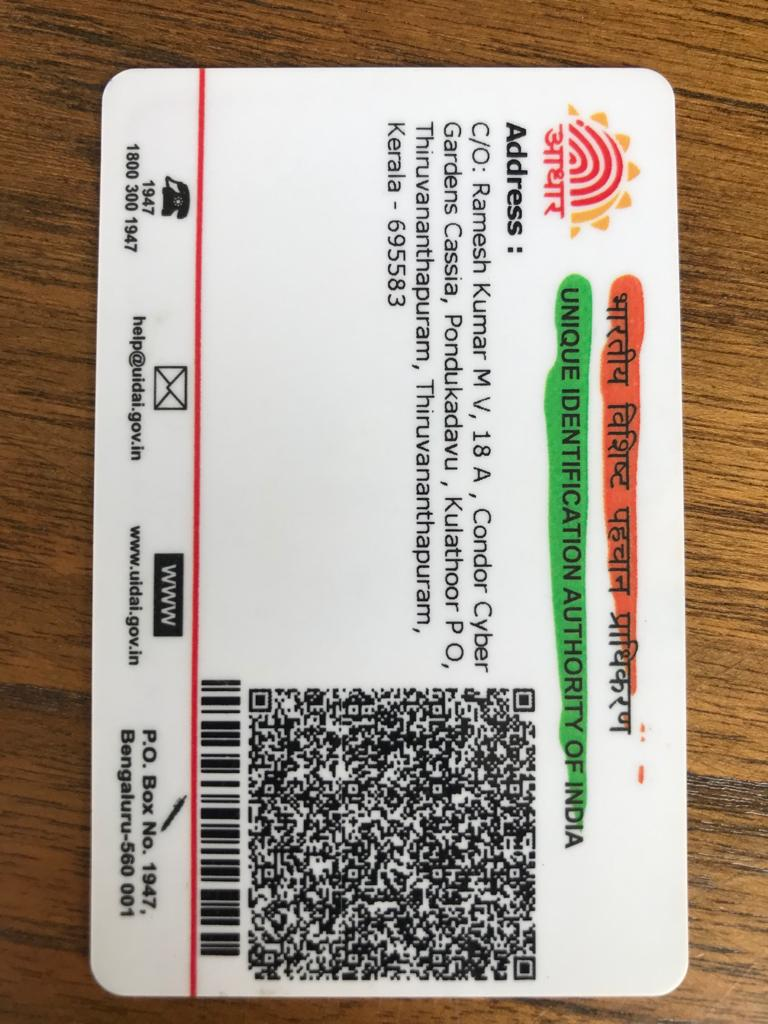 आधार
भारतीय विशिष्ट पहचान प्राधिकरण
UNIQUE IDENTIFICATION AUTHORITY OF INDIA
Address :
C/O: Ramesh Kumar M V, 18 A , Condor Cyber
Gardens Cassia, Pondukadavu , Kulathoor P O,
Thiruvananthapuram, Thiruvananthapuram,
Kerala - 695583
1947
1800 300 1947
help@uidai.gov.in
www
www.uidai.gov.in
P.O. Box No. 1947,
Bengaluru-560 001